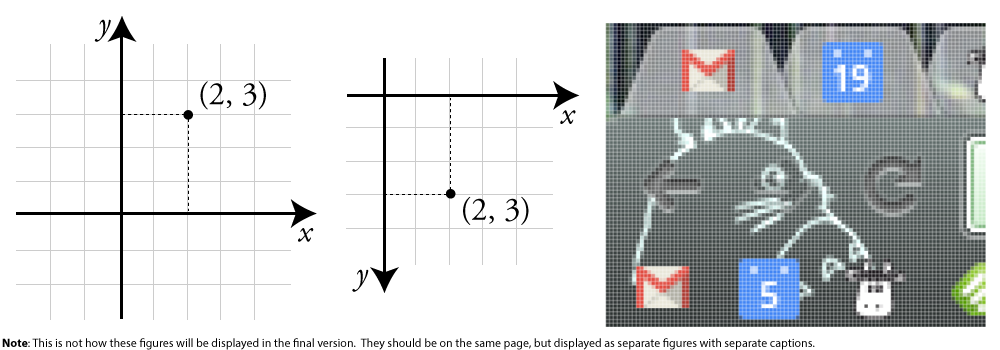 y
(2, 3)
x
x
(2, 3)
y
19
5
Note: This is not how these figures will be displayed in the final version. They should be on the same page, but displayed as separate figures with separate captions.